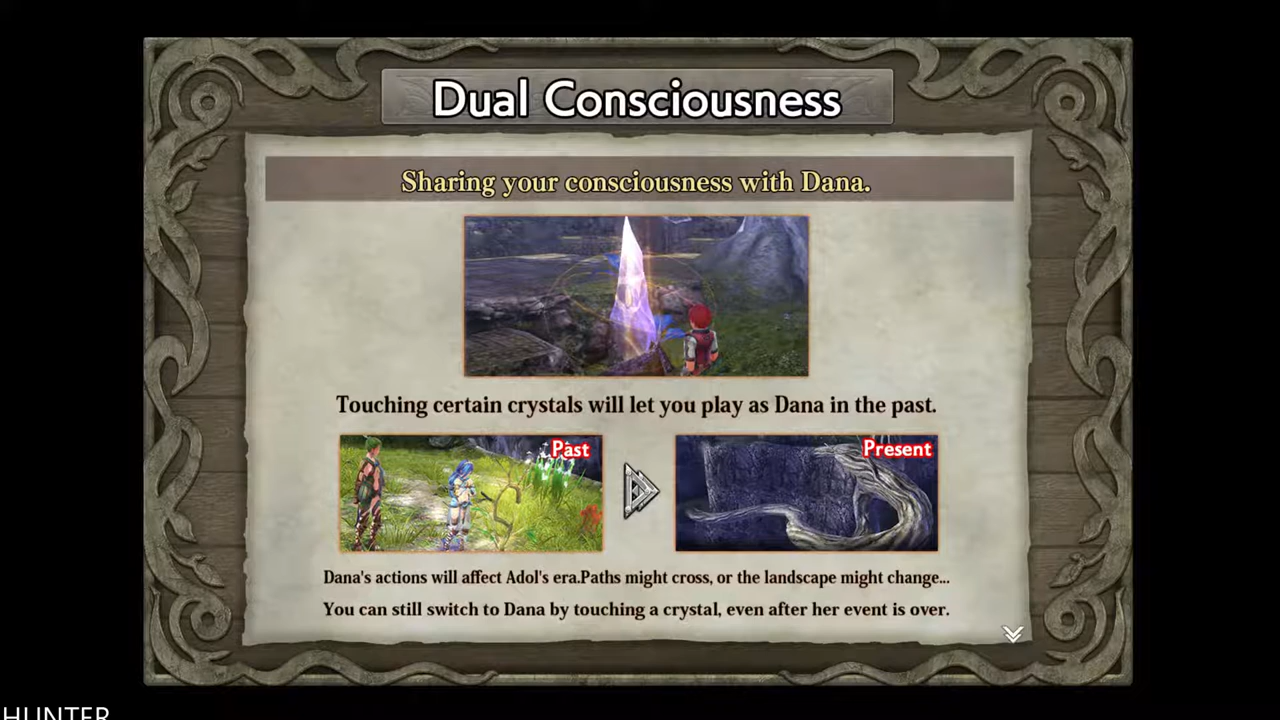 Dual Consciousness
Sharing your consciousness with Dana.
Touching certain crystals will let you play as Dana in the past.
Past
Present
Dana's actions will affect Adol's era.Paths might cross, or the landscape might change...
You can still switch to Dana by touching a crystal, even after her event is over.
HUNTER